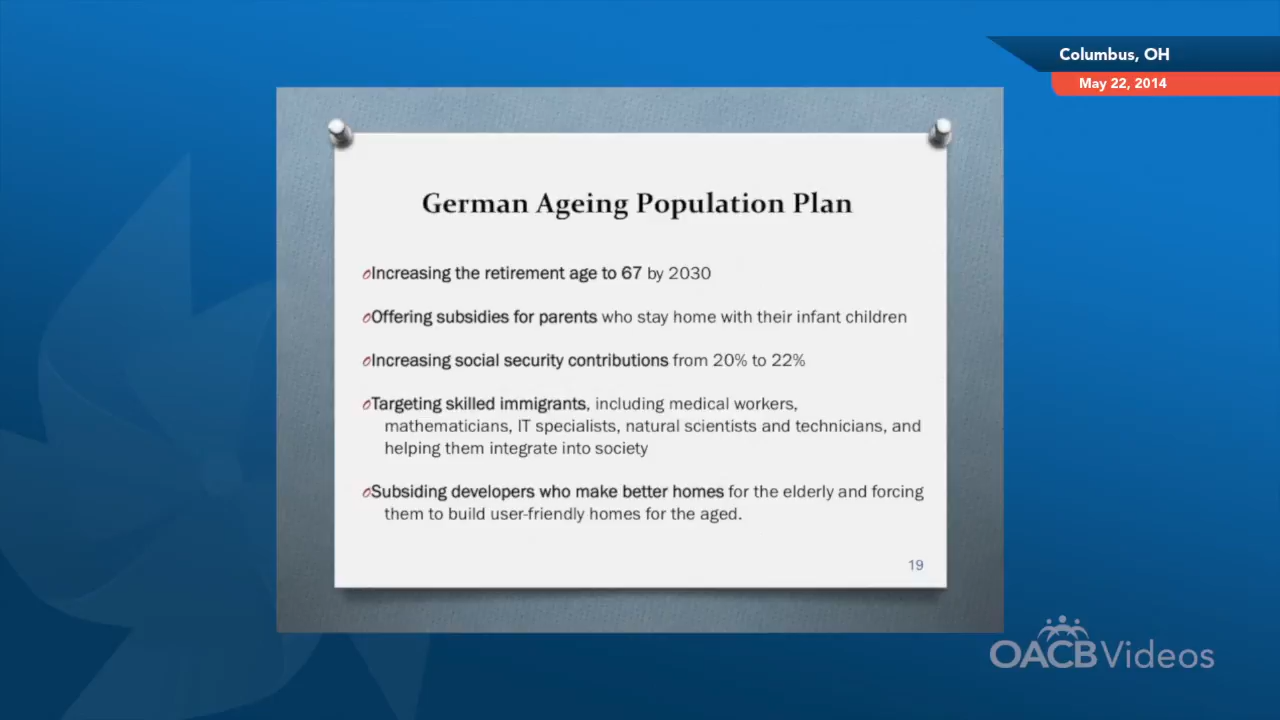 Columbus, OH
May 22, 2014
German Ageing Population Plan
Increasing the retirement age to 67 by 2030
Offering subsidies for parents who stay home with their infant children
Increasing social security contributions from 20% to 22%
Targeting skilled immigrants, including medical workers,
mathematicians, IT specialists, natural scientists and technicians, and
helping them integrate into society
Subsiding developers who make better homes for the elderly and forcing
them to build user-friendly homes for the aged.
19
OACBVideos